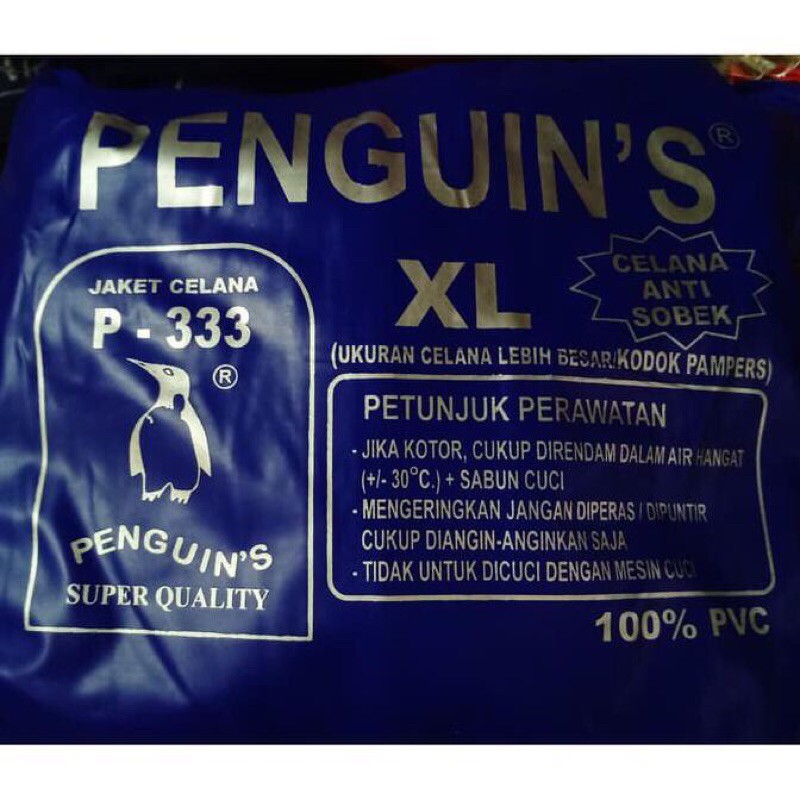 PENGUIN'S®
JAKET CELANA
P - 333
®
PENGUIN'S
SUPER QUALITY
XL
CELANA
ANTI
SOBEK
(UKURAN CELANA LEBIH BESAR/KODOK PAMPERS)
PETUNJUK PERAWATAN
- JIKA KOTOR, CUKUP DIRENDAM DALAM AIR HANGAT
(+/- 30°C.) + SABUN CUCI
- MENGERINGKAN JANGAN DIPERAS / DIPUNTIR
CUKUP DIANGIN-ANGINKAN SAJA
- TIDAK UNTUK DICUCI DENGAN MESIN CUCI
100% PVC